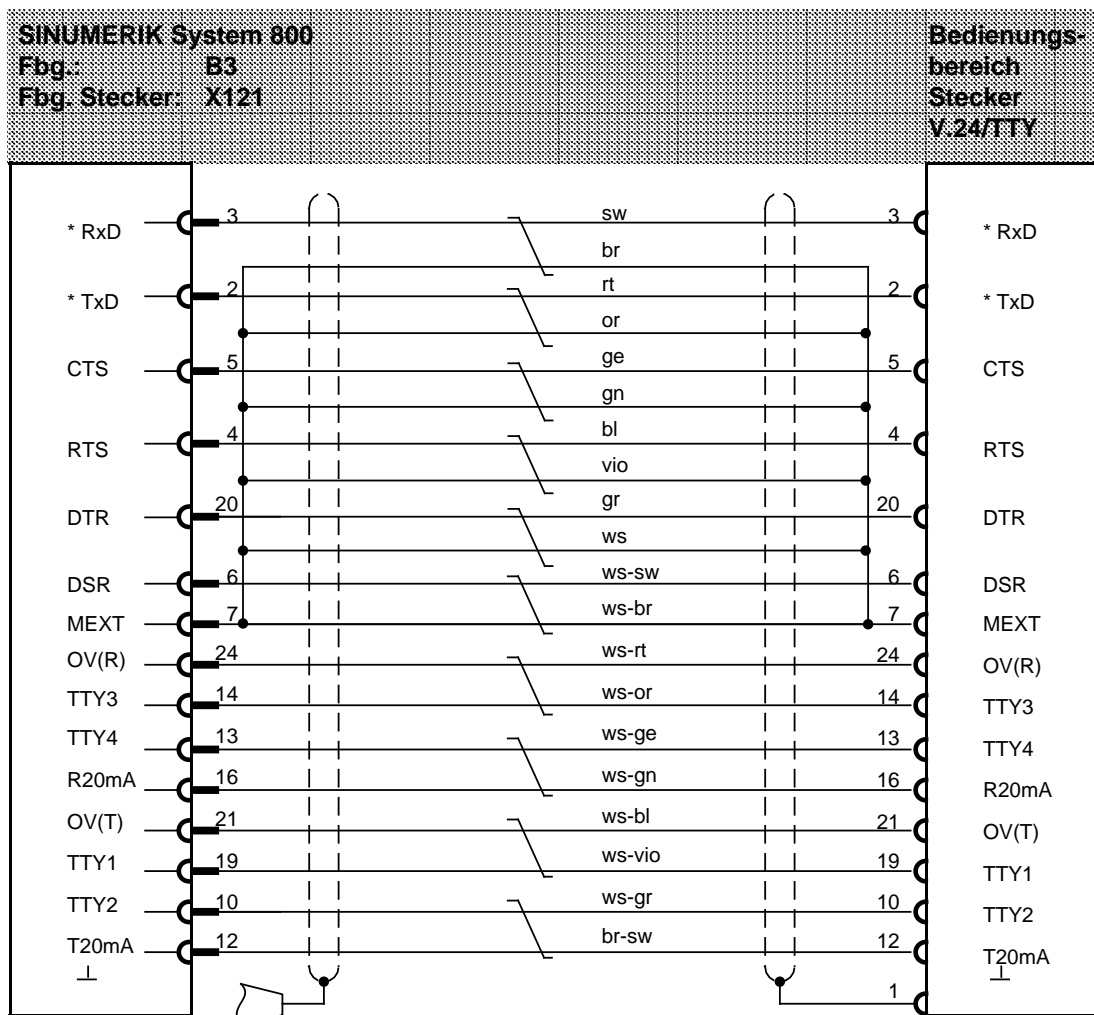 SINUMERIK System 800 Bedienungs-
Fbg.: B3 bereich
Fbg. Stecker: X121 Stecker
V.24/TTY
* RxD 3 sw 3 * RxD
br
* TxD 2 rt 2 * TxD
or
CTS 5 ge 5 CTS
gn
RTS 4 bl 4 RTS
vio
DTR 20 gr 20 DTR
ws
DSR 6 ws-sw 6 DSR
MEXT 7 ws-br 7 MEXT
OV(R) 24 ws-rt 24 OV(R)
TTY3 14 ws-or 14 TTY3
TTY4 13 ws-ge 13 TTY4
R20mA 16 ws-gn 16 R20mA
OV(T) 21 ws-bl 21 OV(T)
TTY1 19 ws-vio 19 TTY1
TTY2 10 ws-gr 10 TTY2
T20mA 12 br-sw 12 T20mA
1